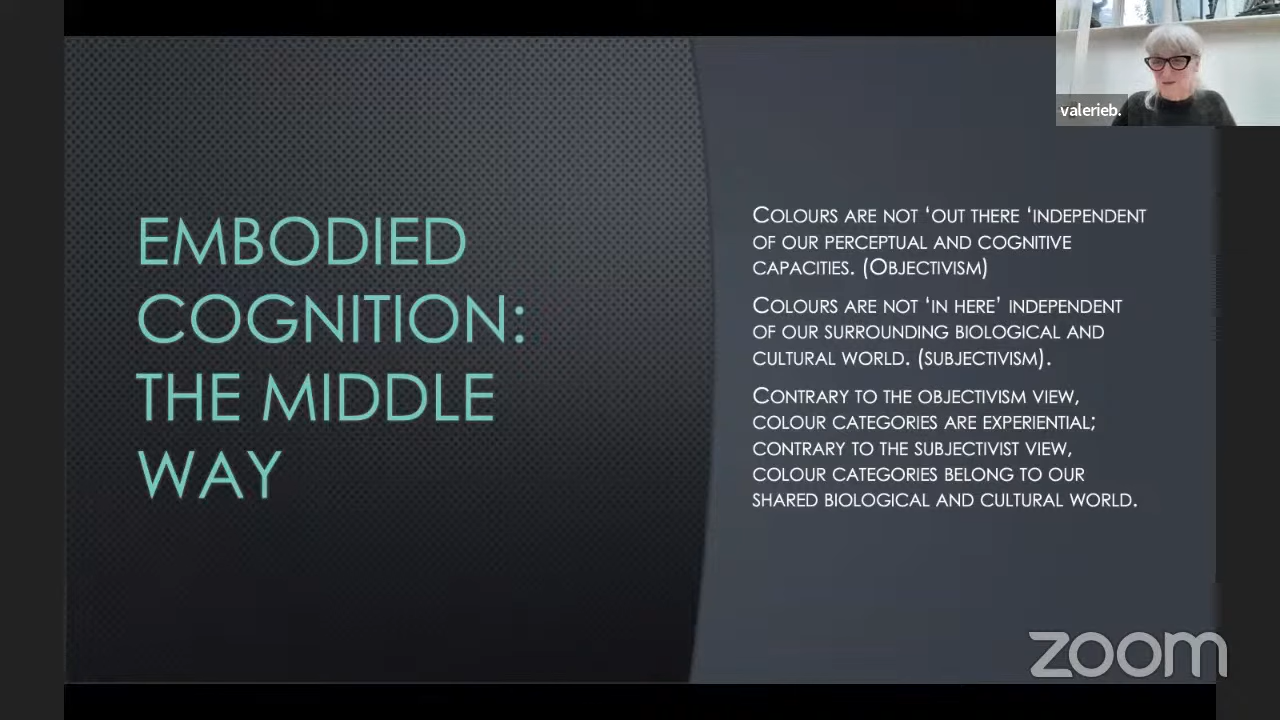 valerieb.
EMBODIED
COGNITION:
THE MIDDLE
WAY
COLOURS ARE NOT ‘OUT THERE ‘INDEPENDENT
OF OUR PERCEPTUAL AND COGNITIVE
CAPACITIES. (OBJECTIVISM)
COLOURS ARE NOT ‘IN HERE’ INDEPENDENT
OF OUR SURROUNDING BIOLOGICAL AND
CULTURAL WORLD. (SUBJECTIVISM).
CONTRARY TO THE OBJECTIVISM VIEW,
COLOUR CATEGORIES ARE EXPERIENTIAL;
CONTRARY TO THE SUBJECTIVIST VIEW,
COLOUR CATEGORIES BELONG TO OUR
SHARED BIOLOGICAL AND CULTURAL WORLD.
zoom